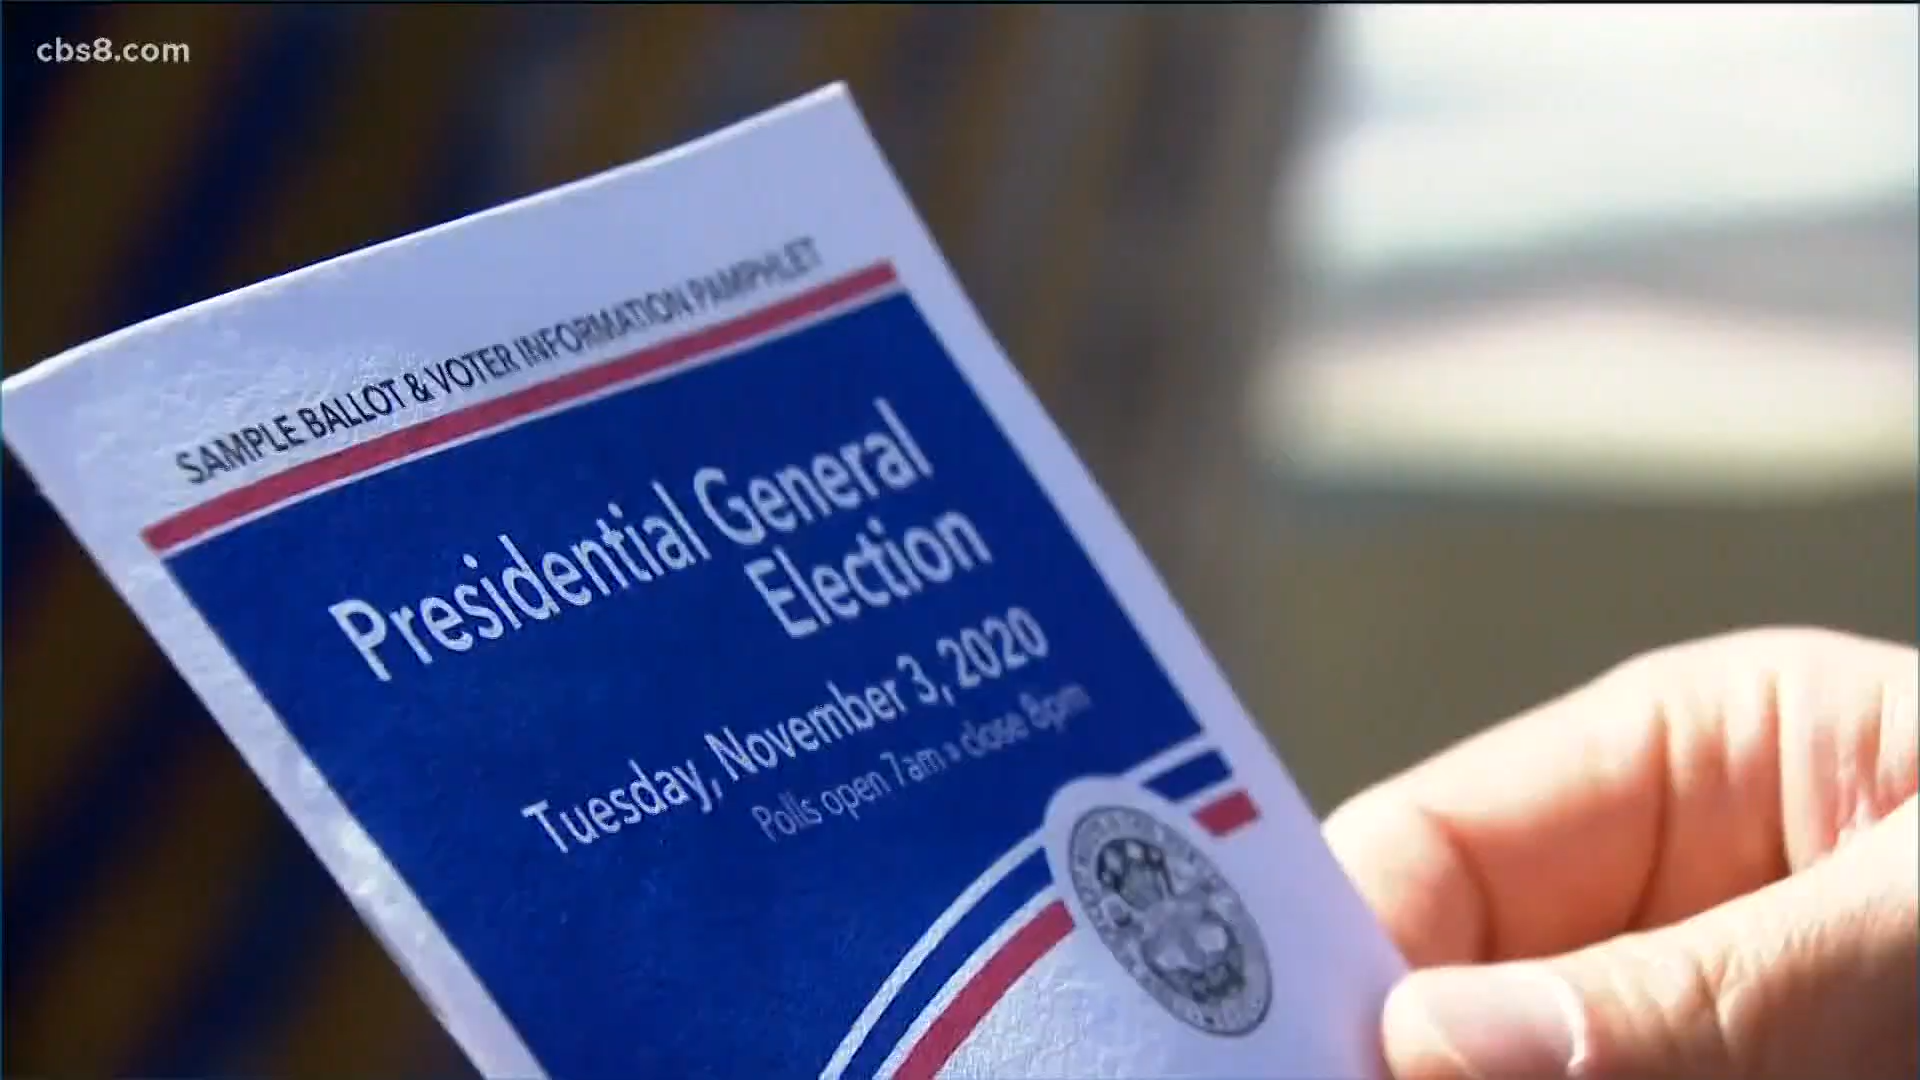 cbs8.com
SAMPLE BALLOT & VOTER INFORMATION PAMPHLET
Presidential General
Election
Tuesday, November 3, 2020
Polls open 7am • close 8pm